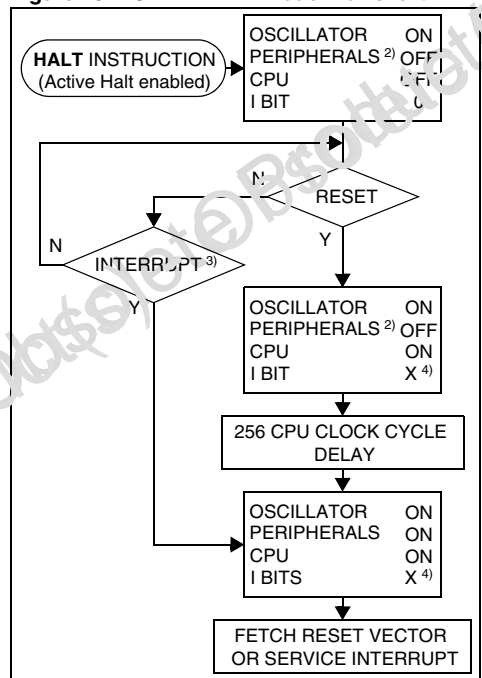 HALT INSTRUCTION
(Active Halt enabled)
OSCILLATOR ON
PERIPHERALS 2) OFF
CPU OFF
I BIT 0
N
RESET
Y
N
INTERRUPT 3)
Y
OSCILLATOR ON
PERIPHERALS 2) OFF
CPU ON
I BIT X 4)
256 CPU CLOCK CYCLE
DELAY
OSCILLATOR ON
PERIPHERALS ON
CPU ON
I BITS X 4)
FETCH RESET VECTOR
OR SERVICE INTERRUPT